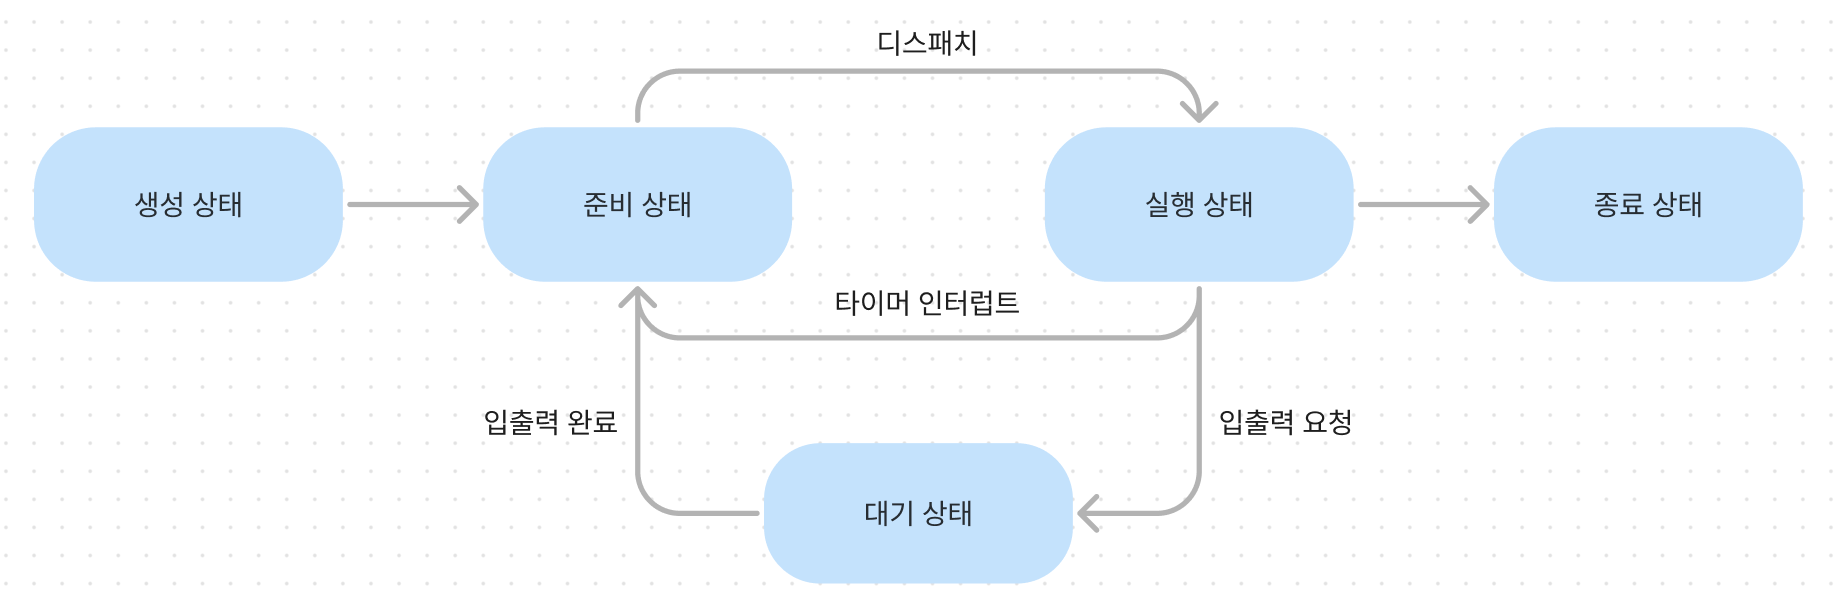 디스패치
생성 상태
준비 상태
실행 상태
종료 상태
타이머 인터럽트
입출력 완료
입출력 요청
대기 상태